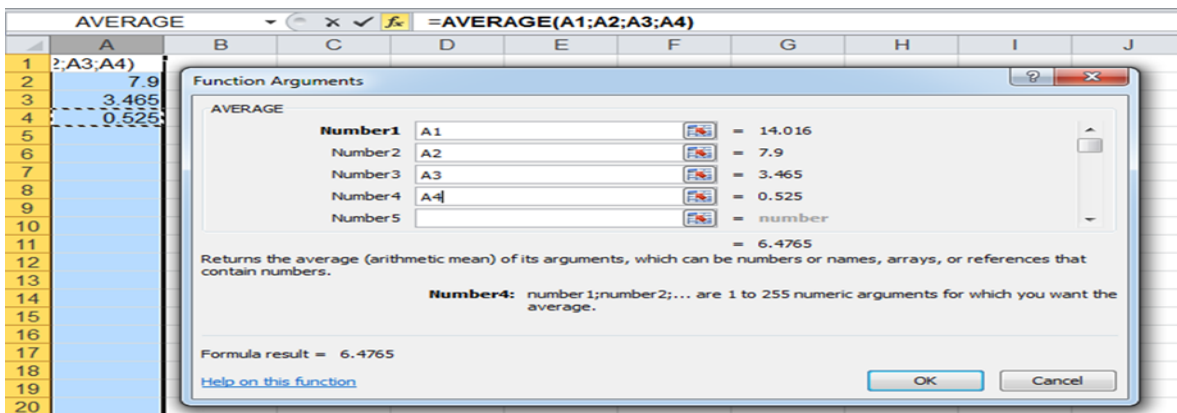 AVERAGE =AVERAGE(A1;A2;A3;A4)
A B C D E F G H I J
1 2;A3;A4)
2 7.9
3 3.465
4 0.525
5
6
7
8
9
10
11
12
13
14
15
16
17
18
19
20
Function Arguments
AVERAGE
Number1 A1 = 14.016
Number2 A2 = 7.9
Number3 A3 = 3.465
Number4 A4 = 0.525
Number5 = number
= 6.4765
Returns the average (arithmetic mean) of its arguments, which can be numbers or names, arrays, or references that
contain numbers.
Number4: number1;number2;... are 1 to 255 numeric arguments for which you want the
average.
Formula result = 6.4765
Help on this function
OK Cancel